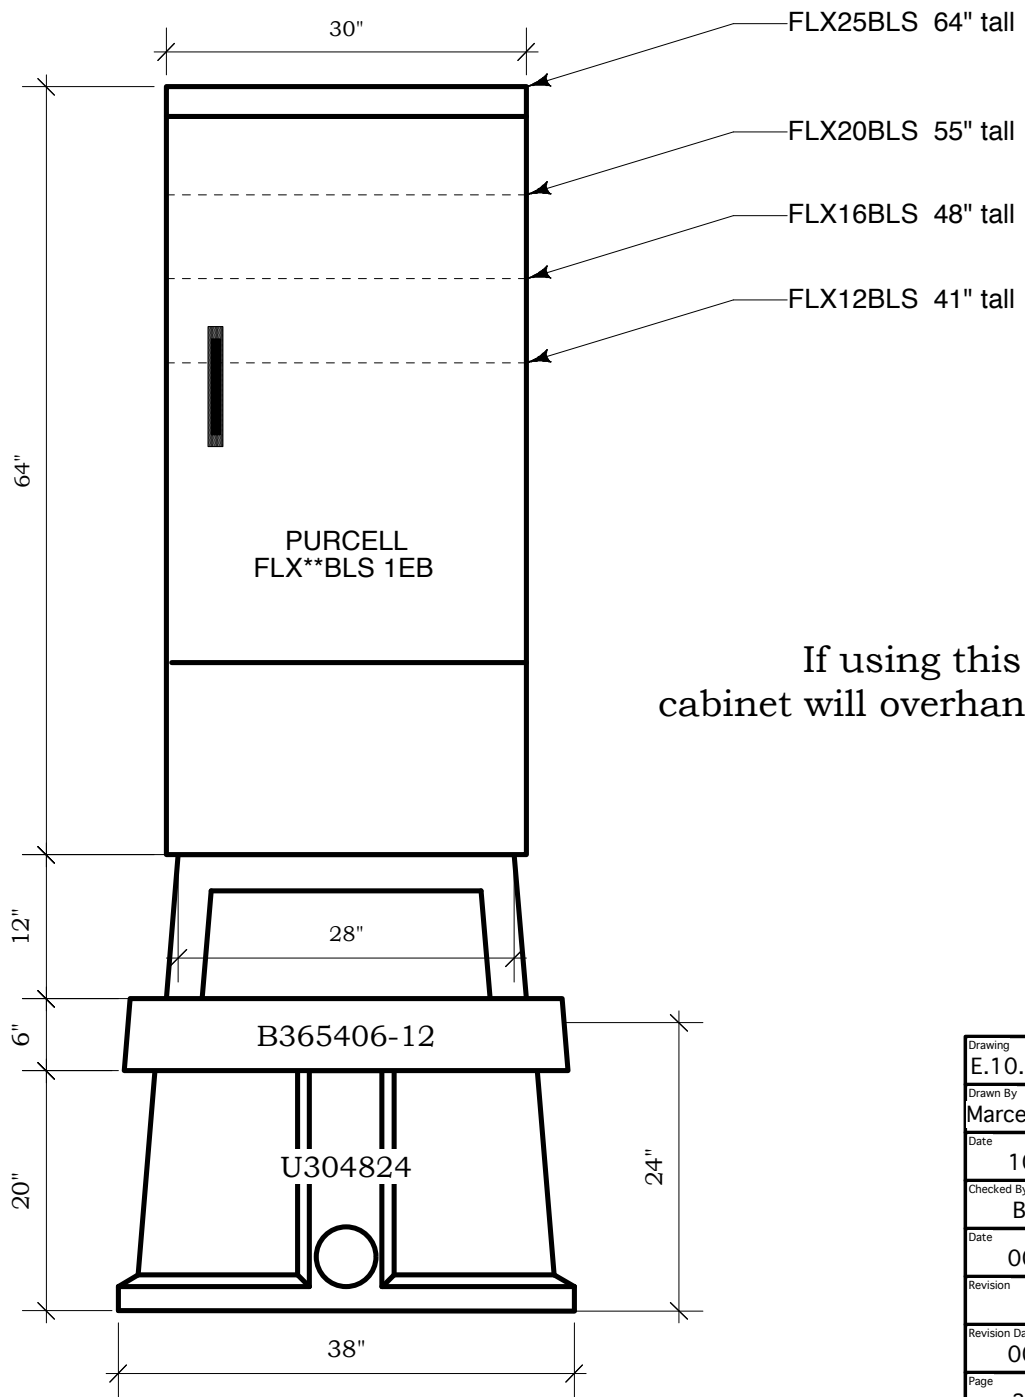 30"
FLX25BLS 64" tall
FLX20BLS 55" tall
FLX16BLS 48" tall
FLX12BLS 41" tall
64"
PURCELL
FLX**BLS 1EB
If using this
cabinet will overhan
12"
28"
6"
B365406-12
20"
U304824
24"
38"
Drawing
E.10.
Drawn By
Marce
Date
Checked By
B
Date
Revision
Revision Da
Page